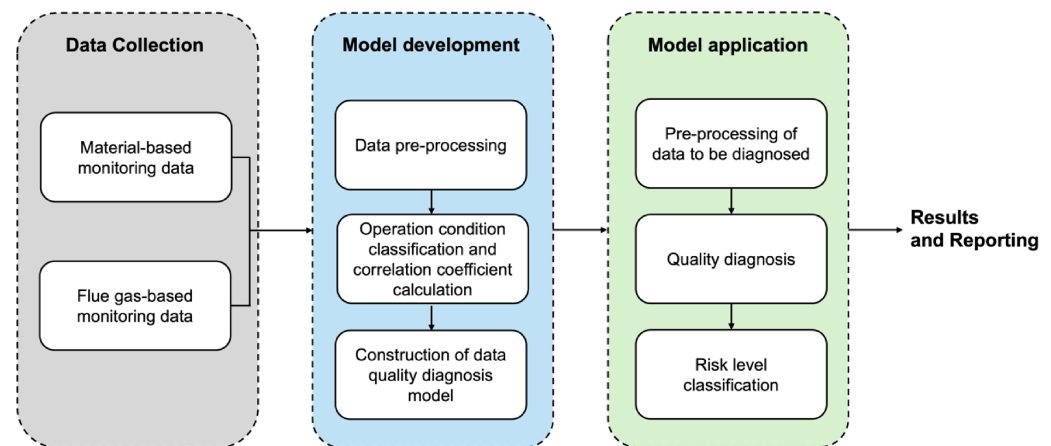 Data Collection
Material-based
monitoring data
Flue gas-based
monitoring data
Model development
Data pre-processing
Operation condition
classification and
correlation coefficient
calculation
Construction of data
quality diagnosis
model
Model application
Pre-processing of
data to be diagnosed
Quality diagnosis
Risk level
classification
Results
and Reporting